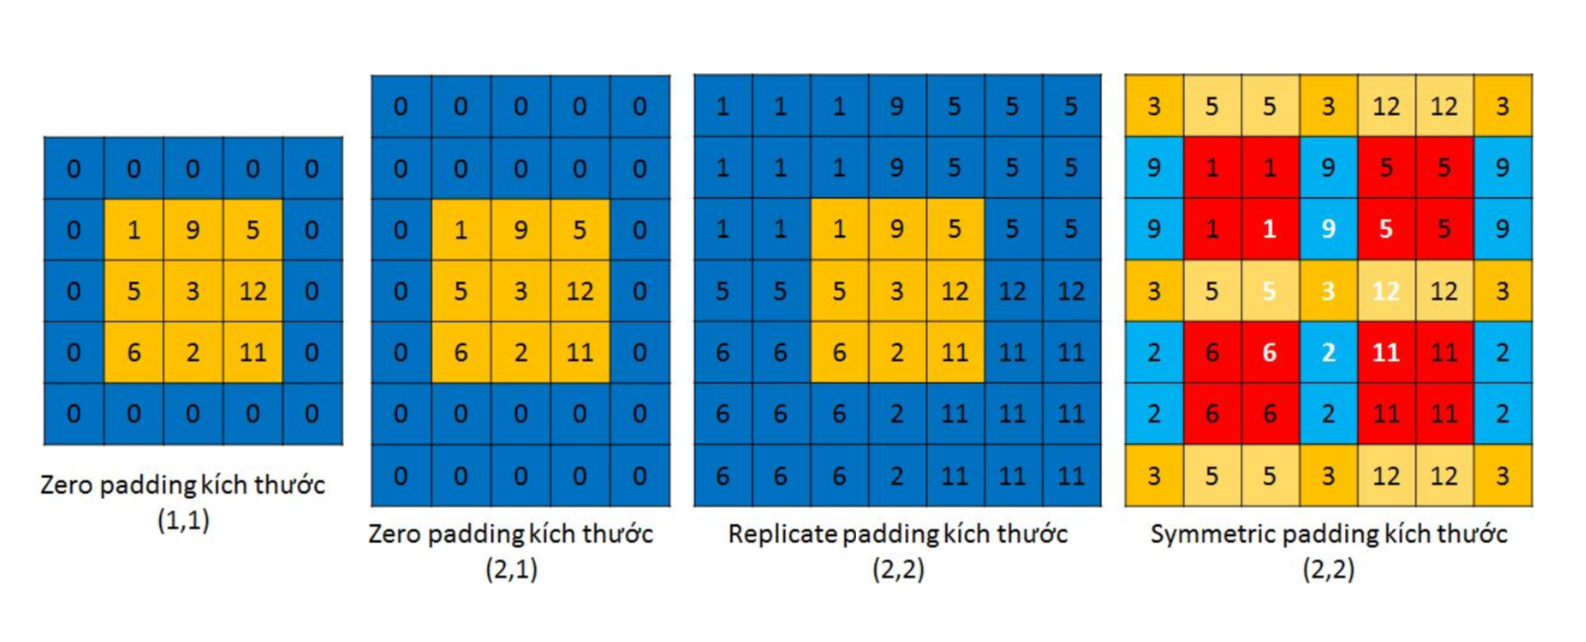 0 0 0 0 0
0 0 0 0 0
0 1 9 5 0
0 5 3 12 0
0 6 2 11 0
0 0 0 0 0
Zero padding kích thước
(1,1)
0 0 0 0 0
0 0 0 0 0
0 1 9 5 0
0 5 3 12 0
0 6 2 11 0
0 0 0 0 0
0 0 0 0 0
Zero padding kích thước
(2,1)
1 1 1 9 5 5 5
1 1 1 9 5 5 5
1 1 1 9 5 5 5
5 5 5 3 12 12 12
6 6 6 2 11 11 11
6 6 6 2 11 11 11
6 6 6 2 11 11 11
Replicate padding kích thước
(2,2)
3 5 5 3 12 12 3
9 1 1 9 5 5 9
9 1 1 9 5 5 9
3 5 5 3 12 12 3
2 6 6 2 11 11 2
2 6 6 2 11 11 2
3 5 5 3 12 12 3
Symmetric padding kích thước
(2,2)